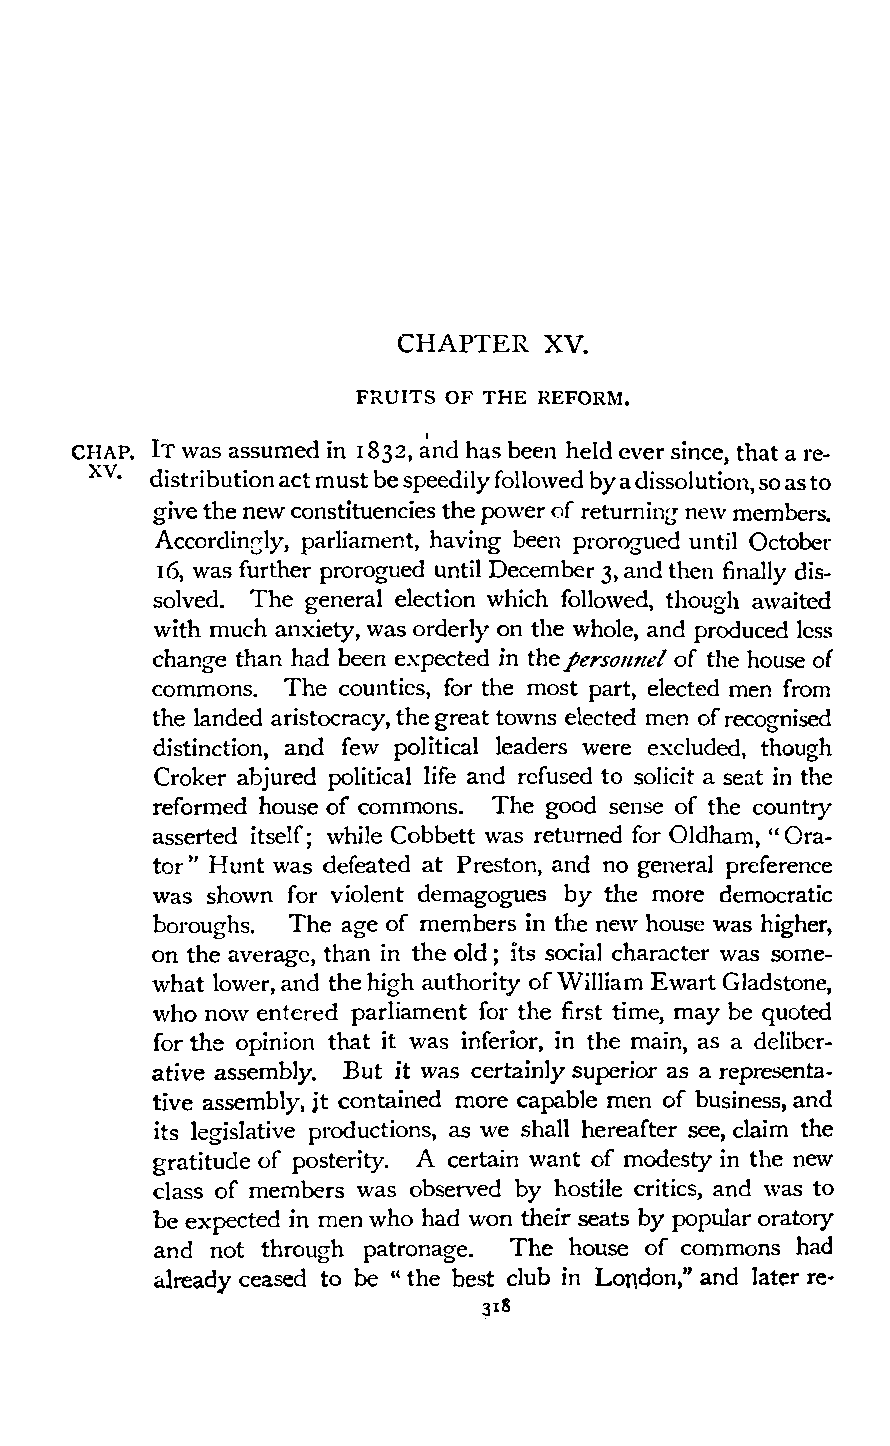 CHAPTER XV.
FRUITS OF THE REFORM.
CHAP. XV.
IT was assumed in 1832, and has been held ever since, that a re-
distribution act must be speedily followed by a dissolution, so as to
give the new constituencies the power of returning new members.
Accordingly, parliament, having been prorogued until October
16, was further prorogued until December 3, and then finally dis-
solved. The general election which followed, though awaited
with much anxiety, was orderly on the whole, and produced less
change than had been expected in the personnel of the house of
commons. The counties, for the most part, elected men from
the landed aristocracy, the great towns elected men of recognised
distinction, and few political leaders were excluded, though
Croker abjured political life and refused to solicit a seat in the
reformed house of commons. The good sense of the country
asserted itself; while Cobbett was returned for Oldham, "Ora-
tor" Hunt was defeated at Preston, and no general preference
was shown for violent demagogues by the more democratic
boroughs. The age of members in the new house was higher,
on the average, than in the old; its social character was some-
what lower, and the high authority of William Ewart Gladstone,
who now entered parliament for the first time, may be quoted
for the opinion that it was inferior, in the main, as a deliber-
ative assembly. But it was certainly superior as a representa-
tive assembly, it contained more capable men of business, and
its legislative productions, as we shall hereafter see, claim the
gratitude of posterity. A certain want of modesty in the new
class of members was observed by hostile critics, and was to
be expected in men who had won their seats by popular oratory
and not through patronage. The house of commons had
already ceased to be "the best club in London," and later re-
318